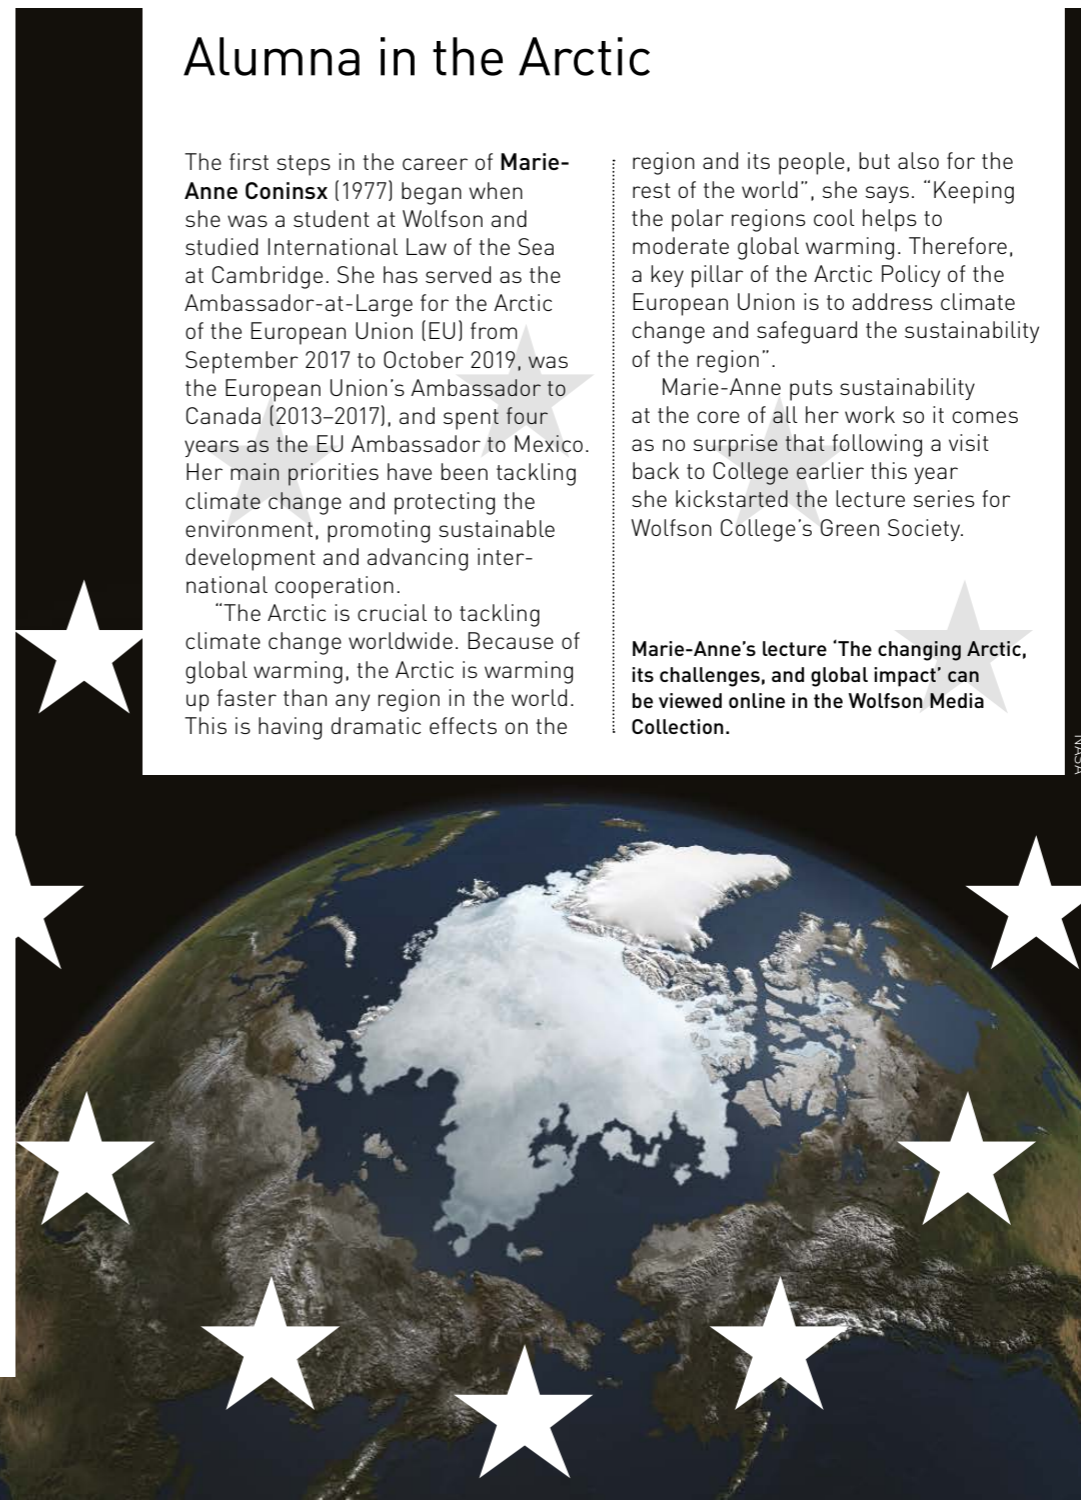 Alumna in the Arctic
The first steps in the career of Marie-
Anne Coninsx (1977) began when
she was a student at Wolfson and
studied International Law of the Sea
at Cambridge. She has served as the
Ambassador-at-Large for the Arctic
of the European Union (EU) from
September 2017 to October 2019, was
the European Union’s Ambassador to
Canada (2013–2017), and spent four
years as the EU Ambassador to Mexico.
Her main priorities have been tackling
climate change and protecting the
environment, promoting sustainable
development and advancing inter-
national cooperation.
“The Arctic is crucial to tackling
climate change worldwide. Because of
global warming, the Arctic is warming
up faster than any region in the world.
This is having dramatic effects on the
region and its people, but also for the
rest of the world”, she says. “Keeping
the polar regions cool helps to
moderate global warming. Therefore,
a key pillar of the Arctic Policy of the
European Union is to address climate
change and safeguard the sustainability
of the region”.
Marie-Anne puts sustainability
at the core of all her work so it comes
as no surprise that following a visit
back to College earlier this year
she kickstarted the lecture series for
Wolfson College’s Green Society.
Marie-Anne’s lecture ‘The changing Arctic,
its challenges, and global impact’ can
be viewed online in the Wolfson Media
Collection.
NASA